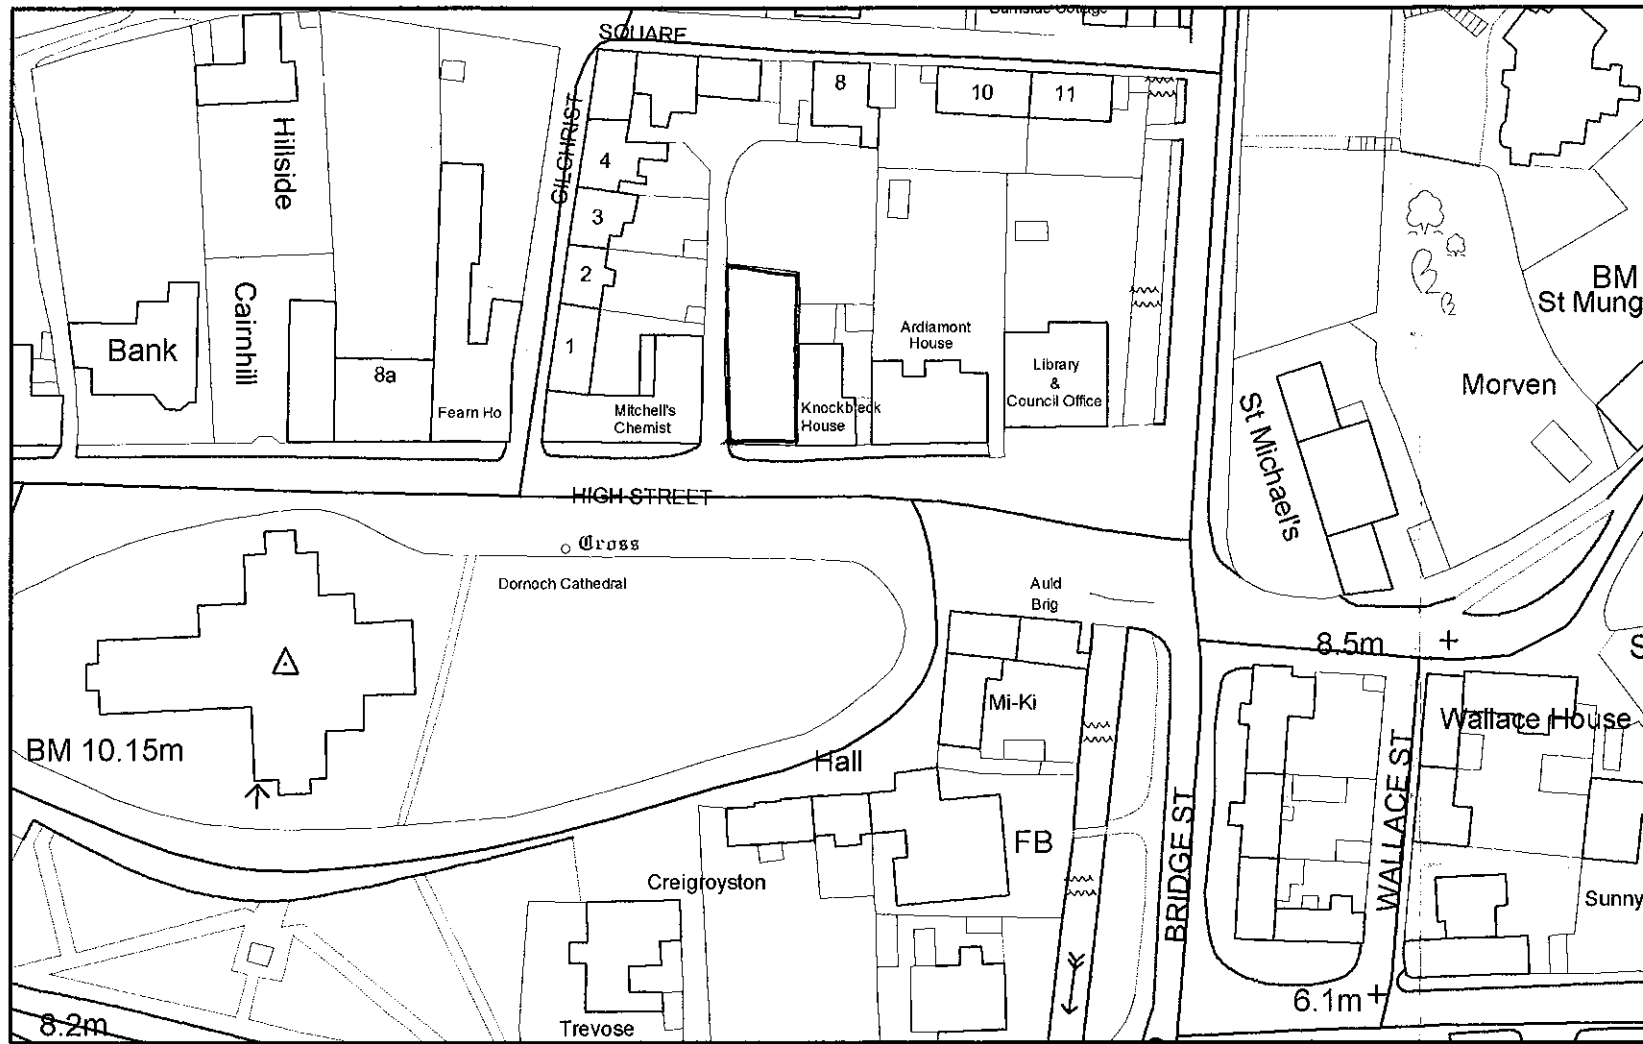 Burnside Cottage
SQUARE
8
10
11
GILCHRIST
4
3
2
1
Hillside
Cairnhill
Bank
8a
Fearn Ho
Mitchell's
Chemist
Knockbreck
House
Ardiamont
House
Library
&
Council Office
BM
St Mung
Morven
St Michael's
HIGH STREET
Cross
Dornoch Cathedral
Auld
Brig
8.5m
S
Mi-Ki
Wallace House
BM 10.15m
Hall
FB
BRIDGE ST
WALLACE ST
Creigroyston
Sunny
6.1m
8.2m
Trevose